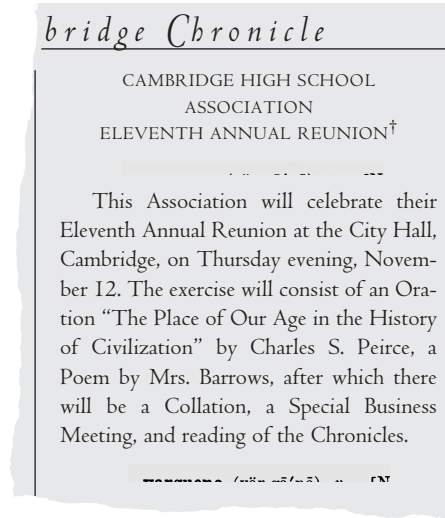 bridge Chronicle
CAMBRIDGE HIGH SCHOOL
ASSOCIATION
ELEVENTH ANNUAL REUNION†
This Association will celebrate their
Eleventh Annual Reunion at the City Hall,
Cambridge, on Thursday evening, Novem-
ber 12. The exercise will consist of an Ora-
tion “The Place of Our Age in the History
of Civilization” by Charles S. Peirce, a
Poem by Mrs. Barrows, after which there
will be a Collation, a Special Business
Meeting, and reading of the Chronicles.